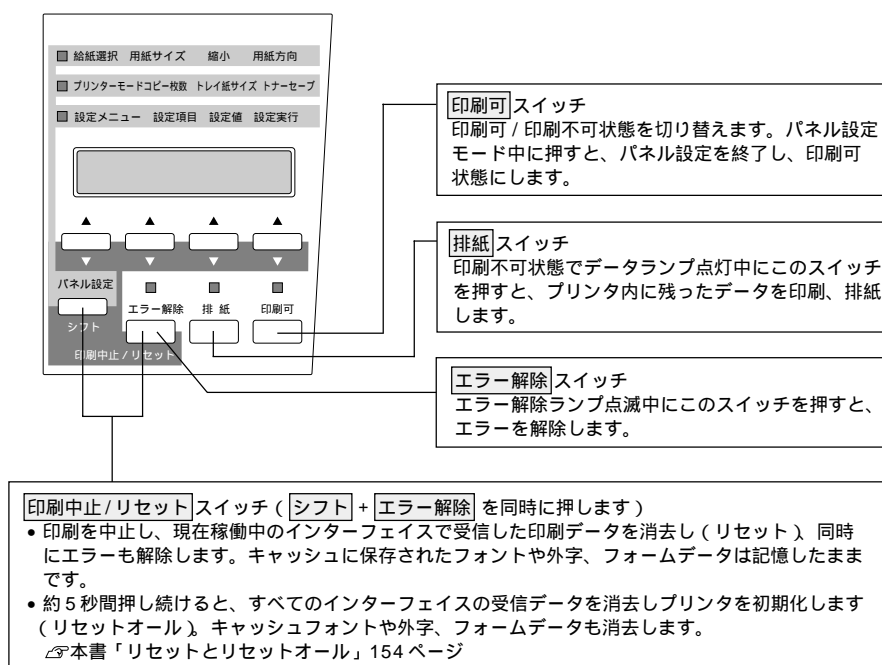 給紙選択 用紙サイズ 縮小 用紙方向
プリンターモード コピー枚数 トレイ紙サイズ トナーセーブ
設定メニュー 設定項目 設定値 設定実行
パネル設定
シフト
エラー解除 排 紙 印刷可
印刷中止/リセット
印刷可 スイッチ
印刷可/印刷不可状態を切り替えます。パネル設定
モード中に押すと、パネル設定を終了し、印刷可
状態にします。
排紙 スイッチ
印刷不可状態でデータランプ点灯中にこのスイッチ
を押すと、プリンタ内に残ったデータを印刷、排紙
します。
エラー解除 スイッチ
エラー解除ランプ点滅中にこのスイッチを押すと、
エラーを解除します。
印刷中止/リセット スイッチ(シフト + エラー解除 を同時に押します)
• 印刷を中止し、現在稼働中のインターフェイスで受信した印刷データを消去し(リセット)、同時
にエラーも解除します。キャッシュに保存されたフォントや外字、フォームデータは記憶したまま
です。
• 約5秒間押し続けると、すべてのインターフェイスの受信データを消去しプリンタを初期化します
(リセットオール)。キャッシュフォントや外字、フォームデータも消去します。
☞本書「リセットとリセットオール」154 ページ